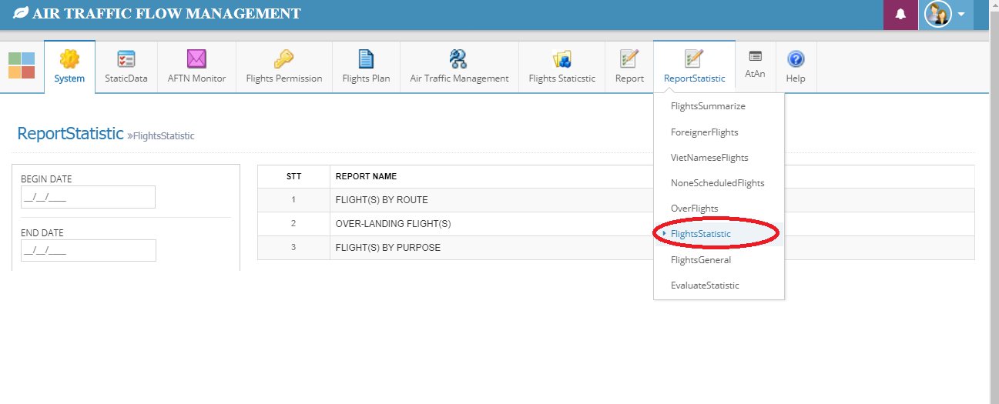 AIR TRAFFIC FLOW MANAGEMENT
System StaticData AFTN Monitor Flights Permission Flights Plan Air Traffic Management Flights Staticstic Report ReportStatistic AtAn Help
FlightsSummarize
ForeignerFlights
VietNameseFlights
NoneScheduledFlights
OverFlights
FlightsStatistic
FlightsGeneral
EvaluateStatistic
ReportStatistic »FlightsStatistic
BEGIN DATE
__/__/____
END DATE
__/__/____
STT REPORT NAME
1 FLIGHT(S) BY ROUTE
2 OVER-LANDING FLIGHT(S)
3 FLIGHT(S) BY PURPOSE